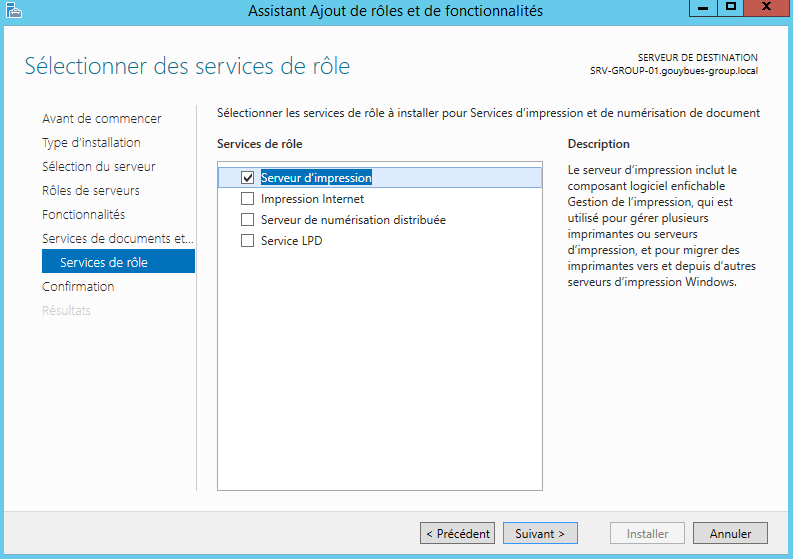 Assistant Ajout de rôles et de fonctionnalités
Sélectionner des services de rôle
SERVEUR DE DESTINATION
SRV-GROUP-01.gouybues-group.local
Avant de commencer
Type d'installation
Sélection du serveur
Rôles de serveurs
Fonctionnalités
Services de documents et...
Services de rôle
Confirmation
Résultats
Sélectionner les services de rôle à installer pour Services d'impression et de numérisation de document
Services de rôle
Serveur d'impression
Impression Internet
Serveur de numérisation distribuée
Service LPD
Description
Le serveur d'impression inclut le
composant logiciel enfichable
Gestion de l'impression, qui est
utilisé pour gérer plusieurs
imprimantes ou serveurs
d'impression, et pour migrer des
imprimantes vers et depuis d'autres
serveurs d'impression Windows.
< Précédent
Suivant >
Installer
Annuler